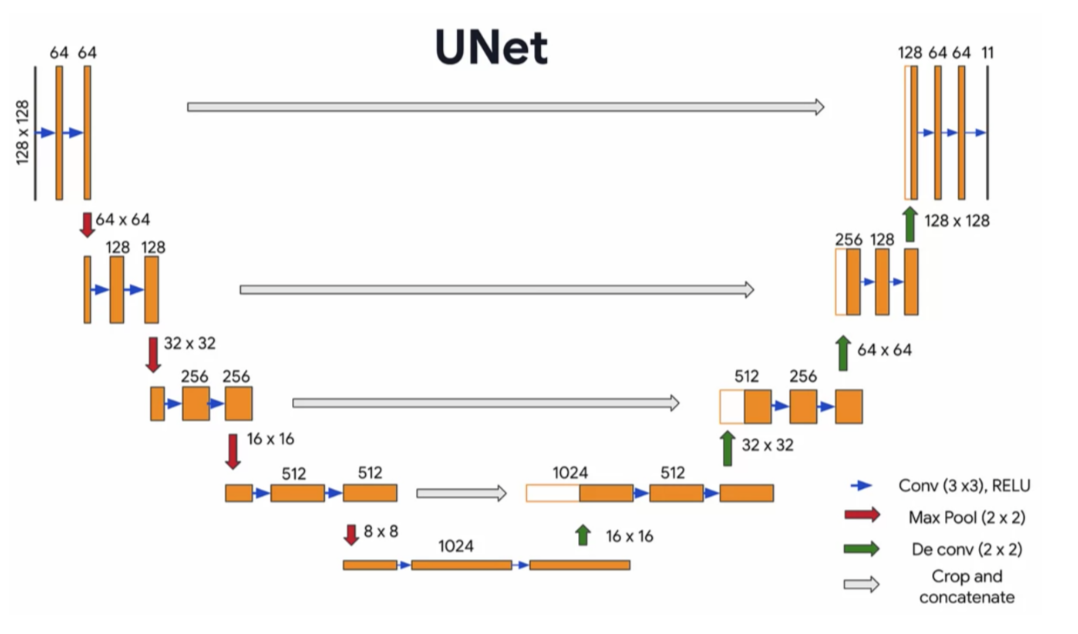 UNet
64 64
128 64 64 11
128 x 128
64 x 64
128 x 128
128 128
256 128
32 x 32
64 x 64
256 256
512 256
16 x 16
32 x 32
512 512
1024 512
8 x 8
16 x 16
1024
Conv (3 x3), RELU
Max Pool (2 x 2)
De conv (2 x 2)
Crop and
concatenate